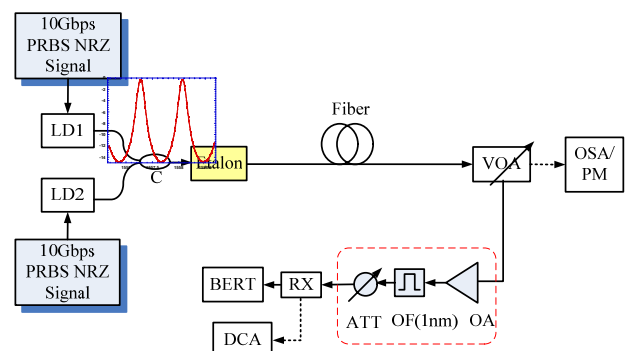 10Gbps
PRBS NRZ
Signal
LD1
C
Etalon
LD2
10Gbps
PRBS NRZ
Signal
Fiber
VOA
OSA/
PM
BERT
RX
ATT
OF(1nm)
OA
DCA